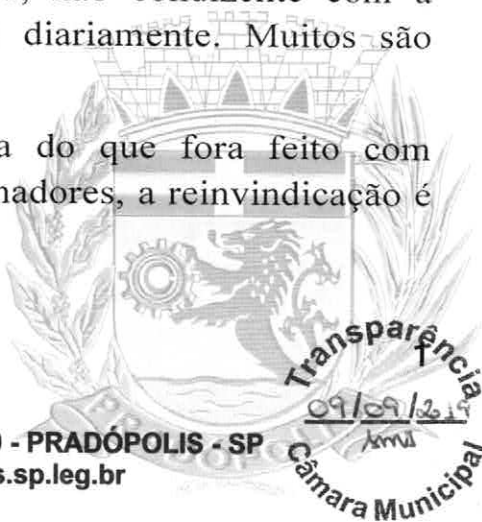 diariamente. Muitos são
a do que fora feito com
nadores, a reinvindicação é
Transparência
09/09/2019
Câmara Municipal
- PRADÓPOLIS - SP
s.sp.leg.br
PRADÓPOLIS